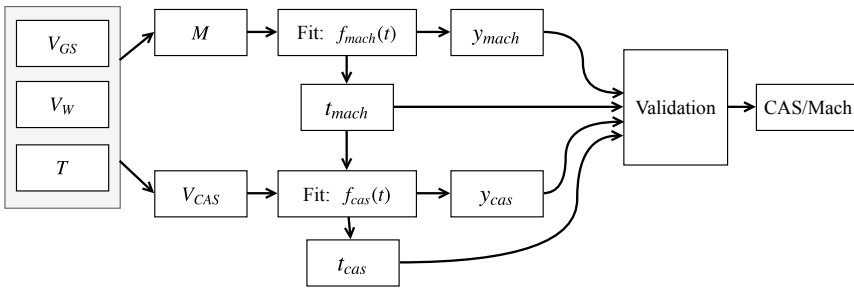 V_GS
V_W
T
M
Fit: f_mach(t)
y_mach
t_mach
V_CAS
Fit: f_cas(t)
y_cas
t_cas
Validation
CAS/Mach